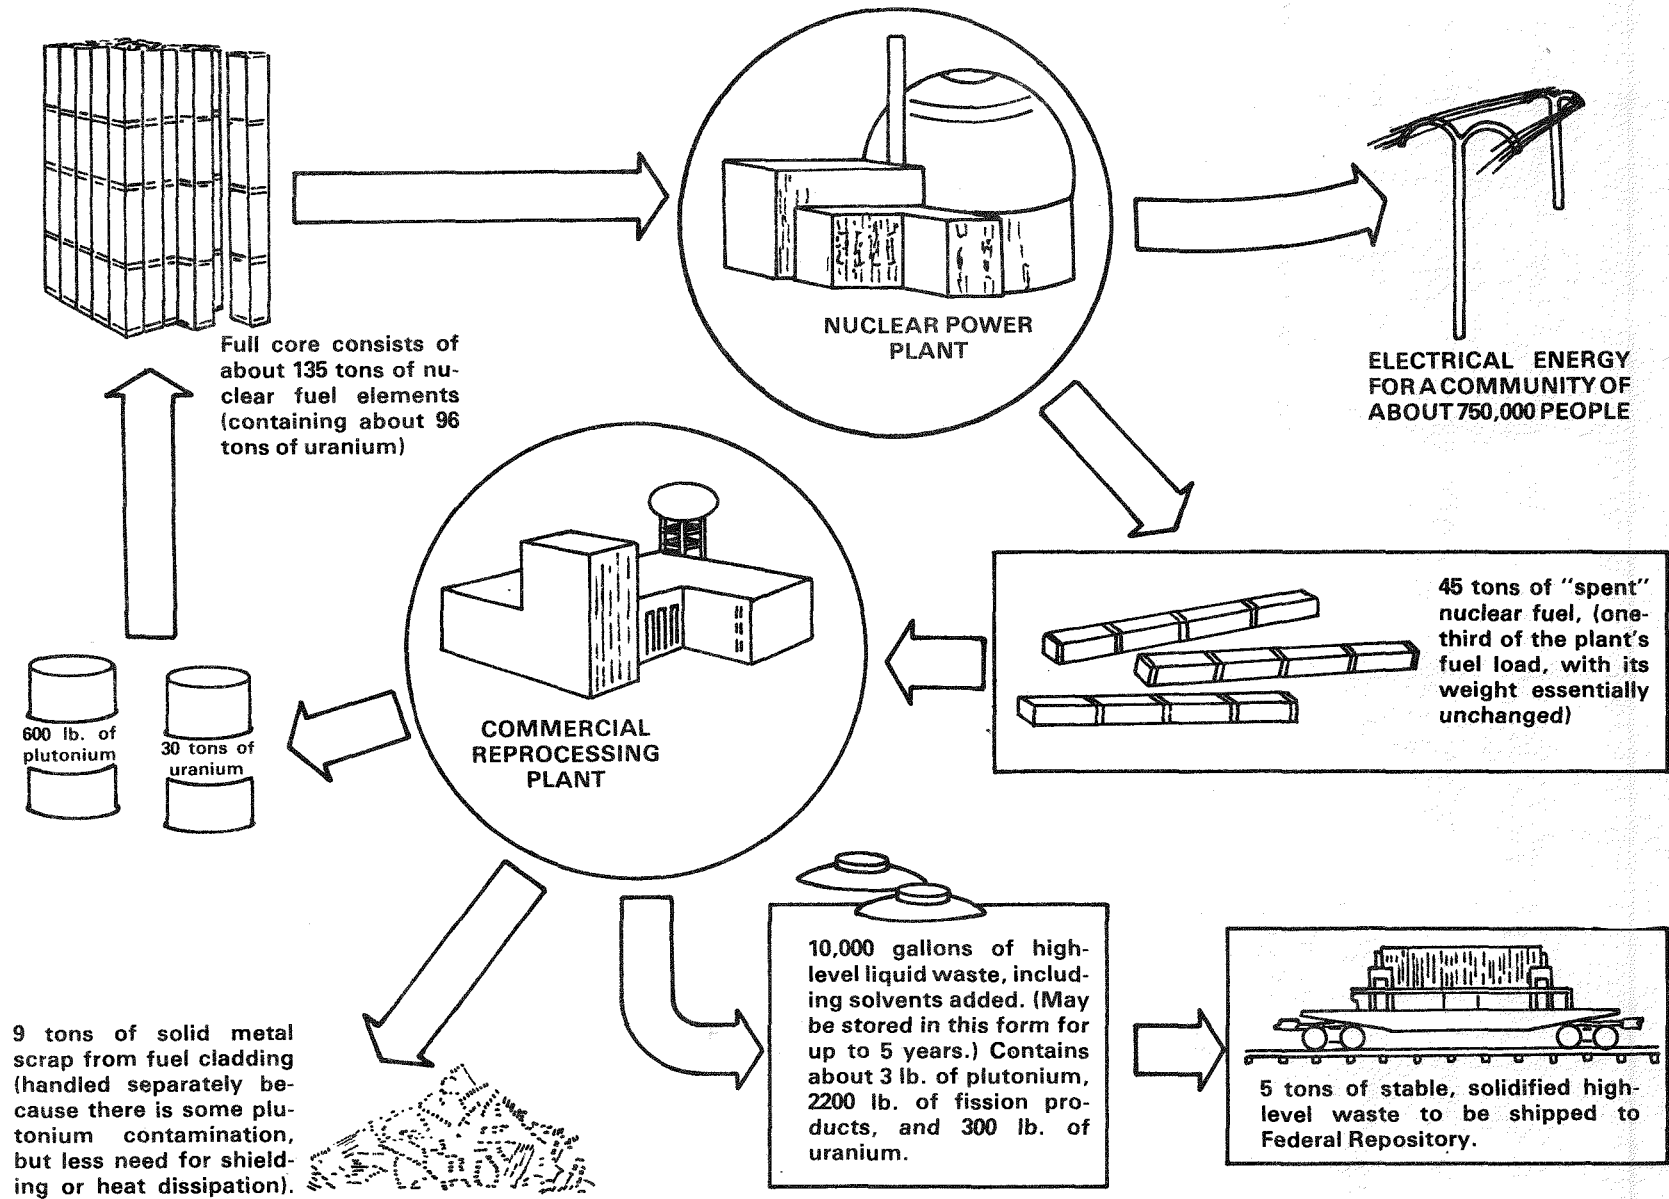 Full core consists of
about 135 tons of nu-
clear fuel elements
(containing about 96
tons of uranium)
NUCLEAR POWER
PLANT
ELECTRICAL ENERGY
FOR A COMMUNITY OF
ABOUT 750,000 PEOPLE
45 tons of "spent"
nuclear fuel, (one-
third of the plant's
fuel load, with its
weight essentially
unchanged)
COMMERCIAL
REPROCESSING
PLANT
600 lb. of
plutonium
30 tons of
uranium
9 tons of solid metal
scrap from fuel cladding
(handled separately be-
cause there is some plu-
tonium contamination,
but less need for shield-
ing or heat dissipation).
10,000 gallons of high-
level liquid waste, includ-
ing solvents added. (May
be stored in this form for
up to 5 years.) Contains
about 3 lb. of plutonium,
2200 lb. of fission pro-
ducts, and 300 lb. of
uranium.
5 tons of stable, solidified high-
level waste to be shipped to
Federal Repository.